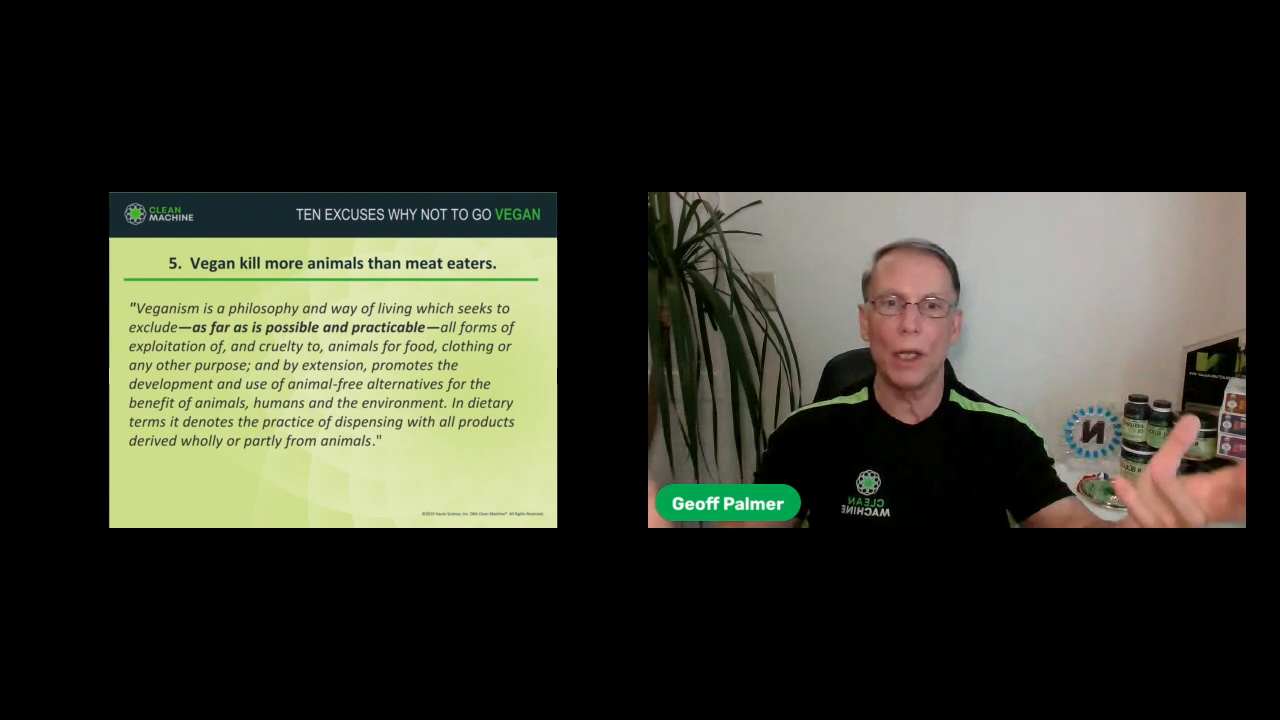 CLEAN
MACHINE
TEN EXCUSES WHY NOT TO GO VEGAN
5. Vegan kill more animals than meat eaters.
"Veganism is a philosophy and way of living which seeks to
exclude—as far as is possible and practicable—all forms of
exploitation of, and cruelty to, animals for food, clothing or
any other purpose; and by extension, promotes the
development and use of animal-free alternatives for the
benefit of animals, humans and the environment. In dietary
terms it denotes the practice of dispensing with all products
derived wholly or partly from animals."
Geoff Palmer
CLEAN
MACHINE